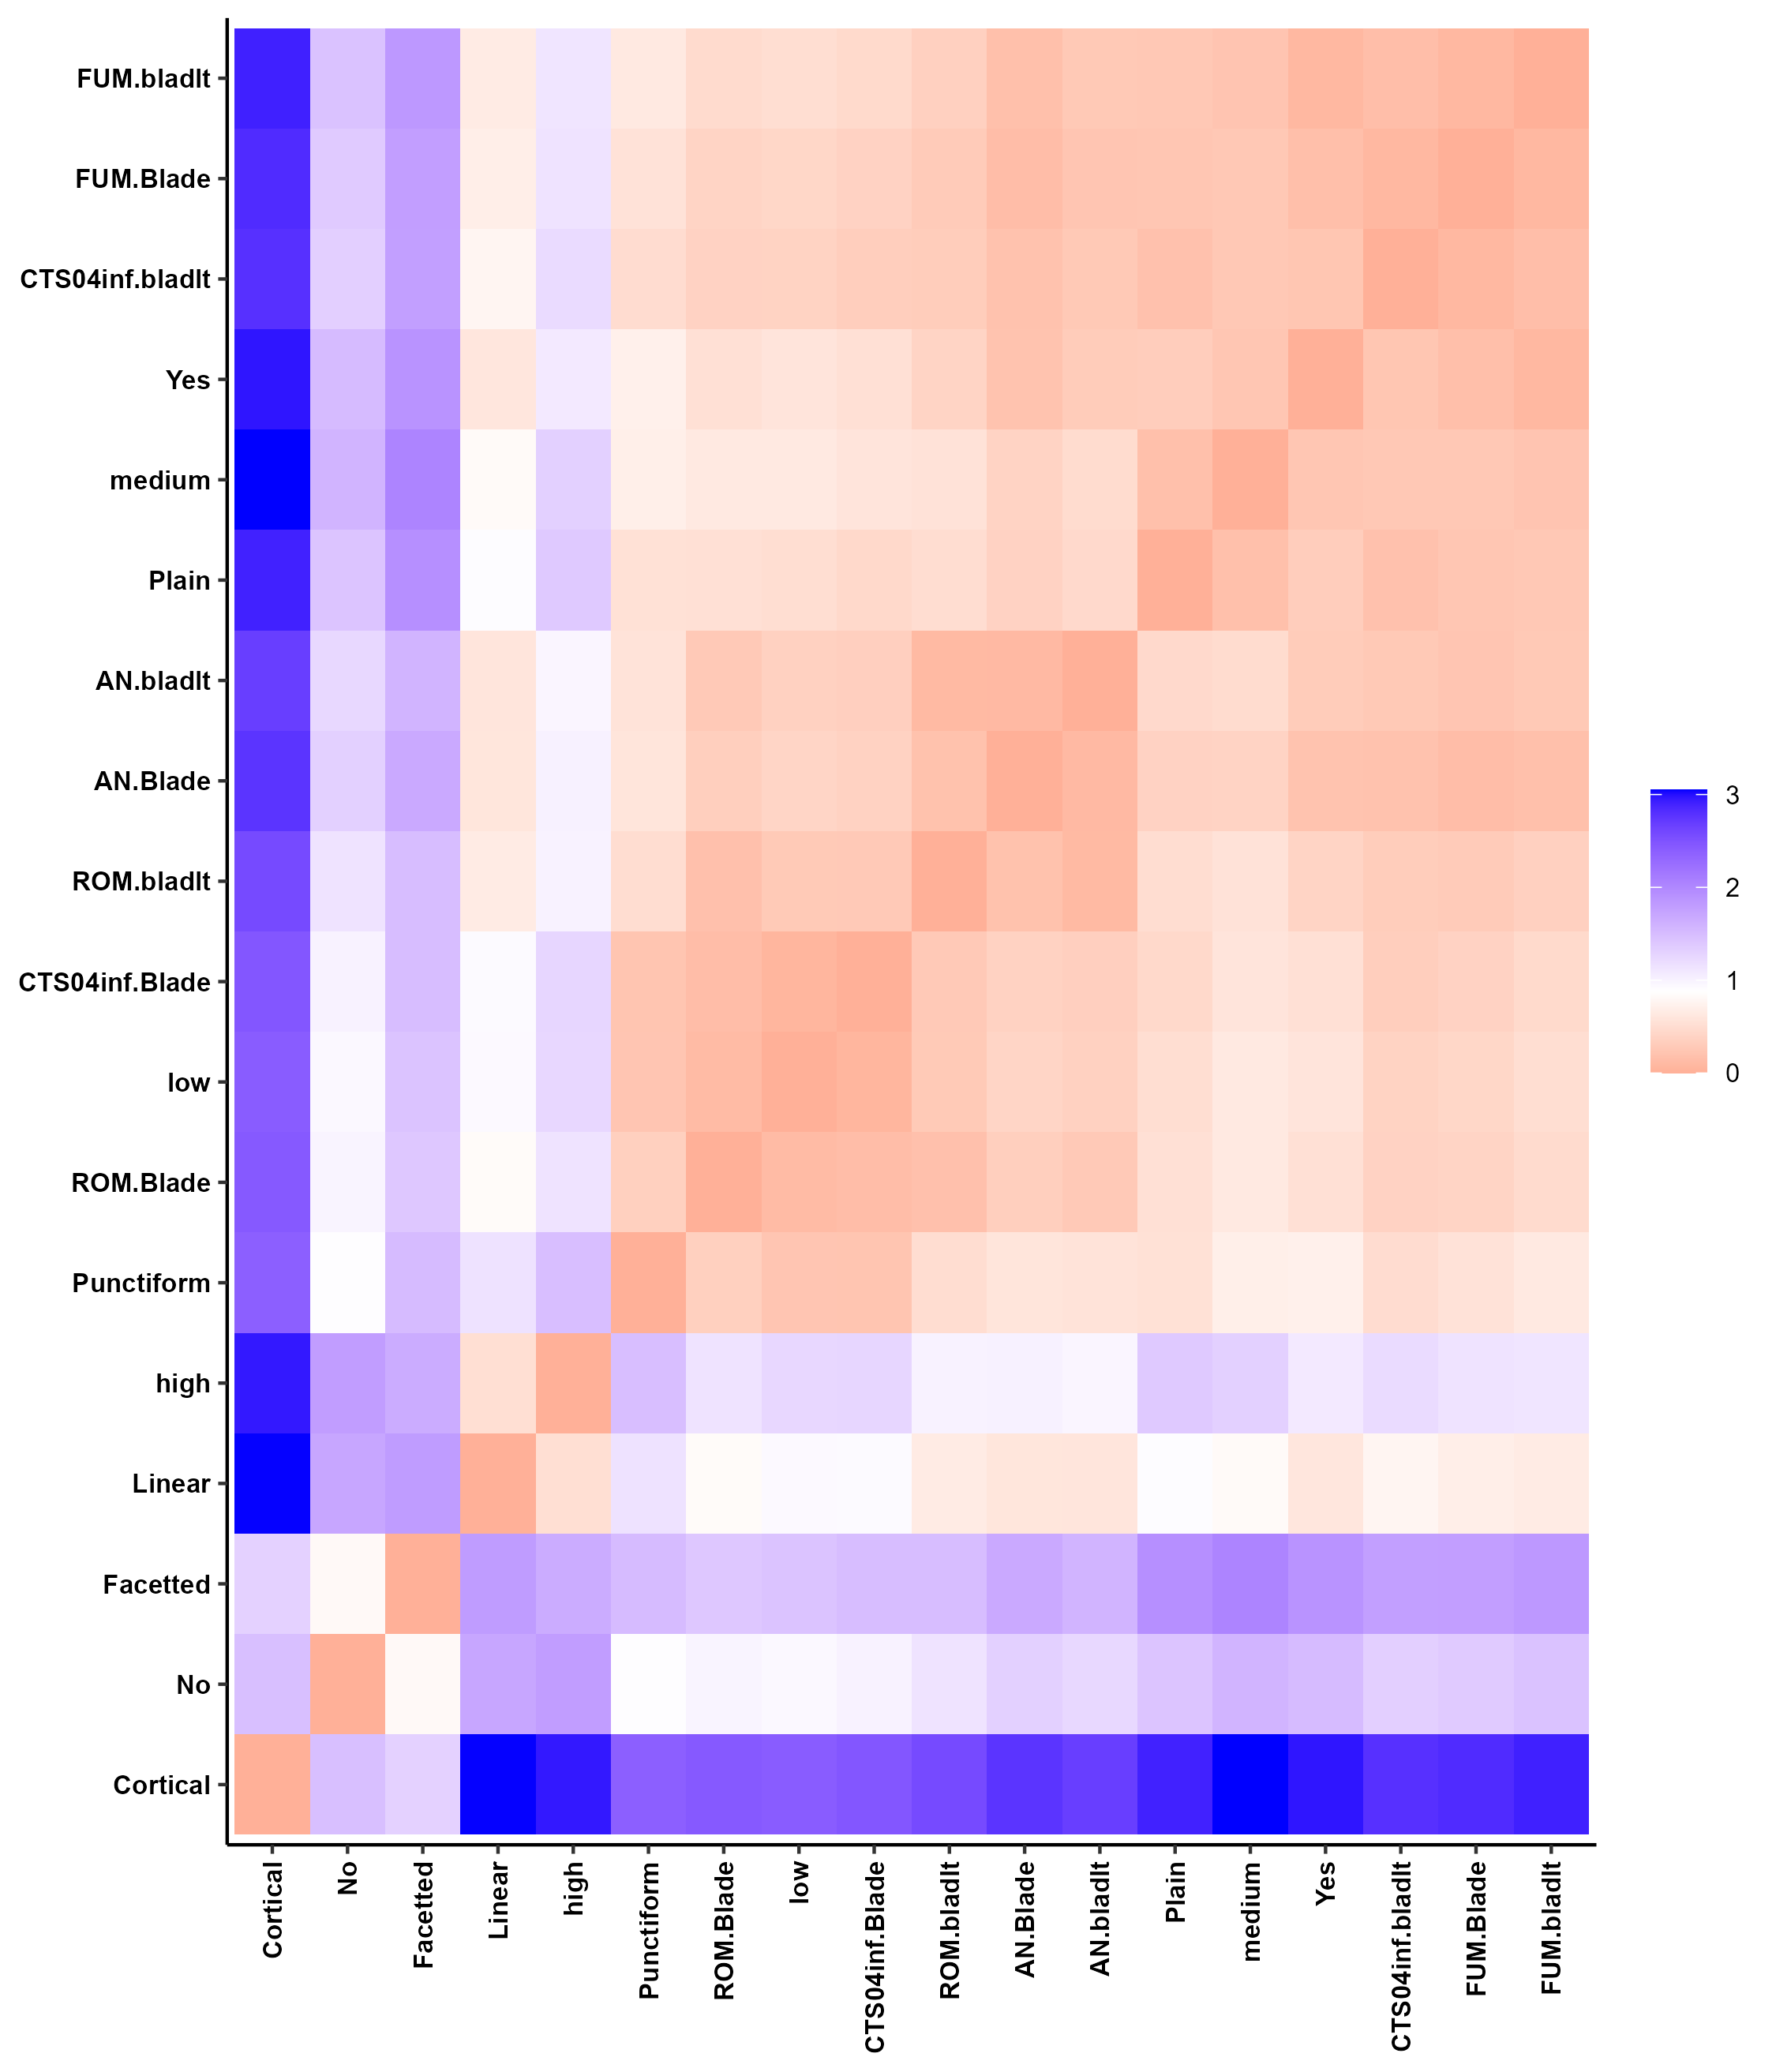 FUM.bladlt
FUM.Blade
CTS04inf.bladlt
Yes
medium
Plain
AN.bladlt
AN.Blade
ROM.bladlt
CTS04inf.Blade
low
ROM.Blade
Punctiform
high
Linear
Facetted
No
Cortical
3
2
1
0
Cortical
No
Facetted
Linear
high
Punctiform
ROM.Blade
low
CTS04inf.Blade
ROM.bladlt
AN.Blade
AN.bladlt
Plain
medium
Yes
CTS04inf.bladlt
FUM.Blade
FUM.bladlt